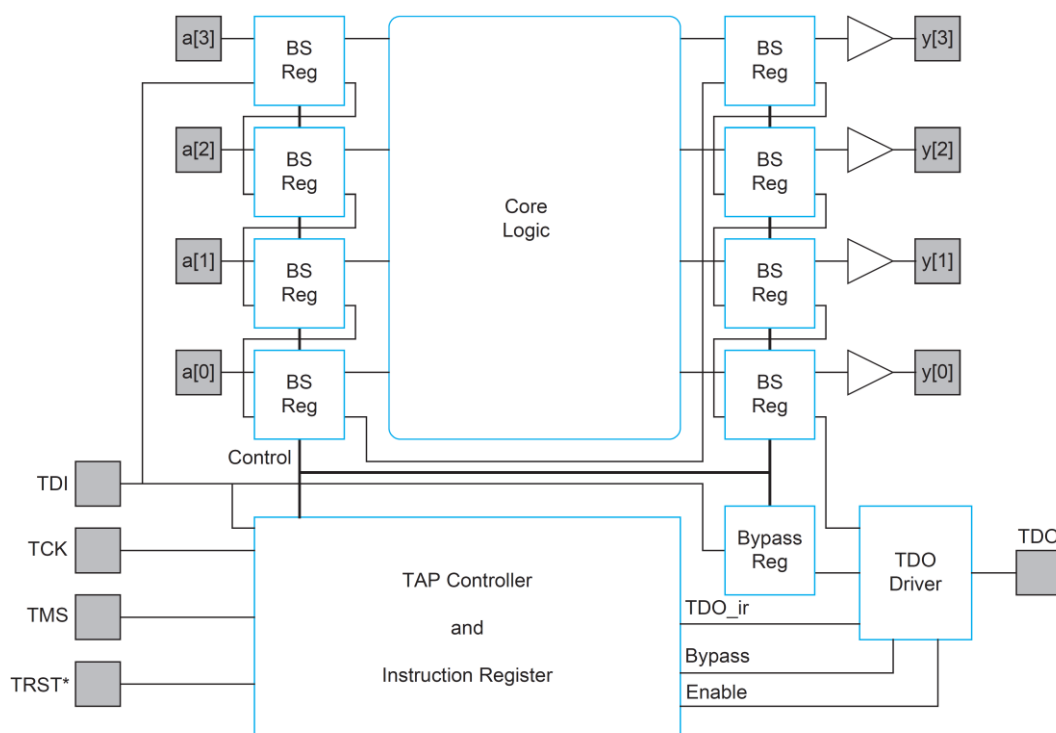 a[3]
BS
Reg
BS
Reg
y[3]
a[2]
BS
Reg
Core
Logic
BS
Reg
y[2]
a[1]
BS
Reg
BS
Reg
y[1]
a[0]
BS
Reg
BS
Reg
y[0]
Control
TDI
TCK
TMS
TRST*
TAP Controller
and
Instruction Register
Bypass
Reg
TDO_ir
Bypass
Enable
TDO
Driver
TDO